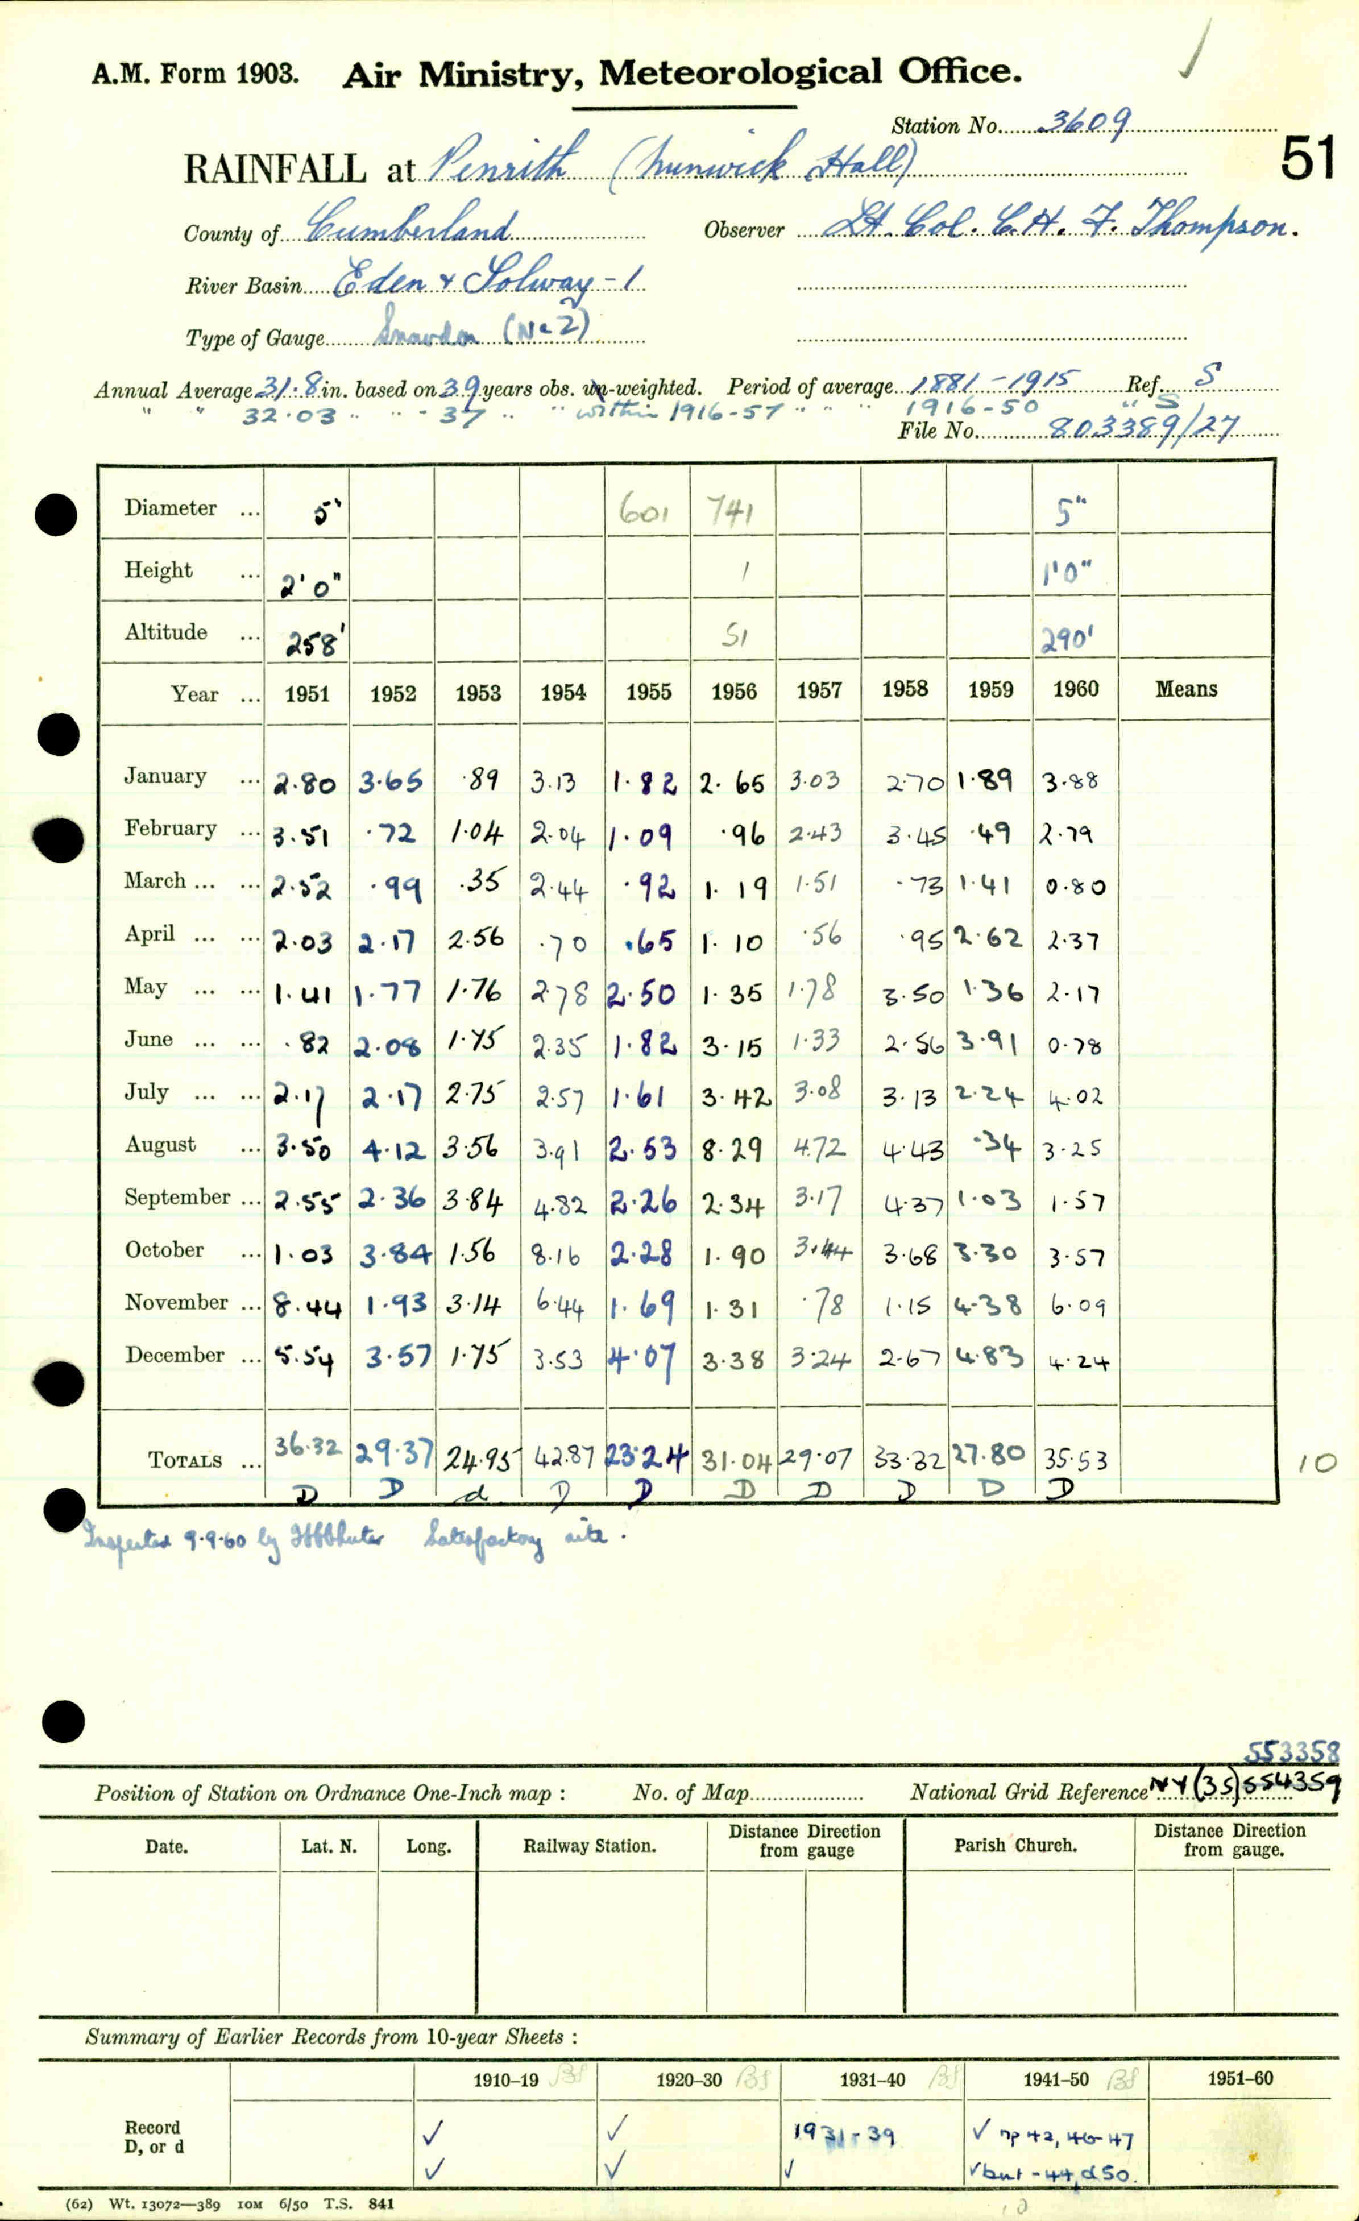 A.M. Form 1903. Air Ministry, Meteorological Office.
Station No. 3609
51
RAINFALL at Penrith (Nunwick Hall)
County of Cumberland Observer Lt. Col. C. H. F. Thompson.
River Basin Eden & Solway - 1
Type of Gauge Snowdon (No 2)
Annual Average 31.8 in. based on 39 years obs. un-weighted. Period of average 1881-1915 Ref. S
" " 32.03 " " - 37 " " within 1916-57 " " " 1916-50 " S
File No. 803389/27
Diameter ... 5" 601 741 5"
Height ... 2'0" 1 1'0"
Altitude ... 258' 51 290'
Year ... 1951 1952 1953 1954 1955 1956 1957 1958 1959 1960 Means
January ... 2.80 3.65 .89 3.13 1.82 2.65 3.03 2.70 1.89 3.88
February ... 3.51 .72 1.04 2.04 1.09 .96 2.43 3.45 .49 2.79
March ... ... 2.52 .99 .35 2.44 .92 1.19 1.51 .73 1.41 0.80
April ... ... 2.03 2.17 2.56 .70 .65 1.10 .56 .95 2.62 2.37
May ... ... 1.41 1.77 1.76 2.78 2.50 1.35 1.78 3.50 1.36 2.17
June ... ... .82 2.08 1.75 2.35 1.82 3.15 1.33 2.56 3.91 0.78
July ... ... 2.17 2.17 2.75 2.57 1.61 3.42 3.08 3.13 2.24 4.02
August ... 3.50 4.12 3.56 3.91 2.53 8.29 4.72 4.43 .34 3.25
September ... 2.55 2.36 3.84 4.82 2.26 2.34 3.17 4.37 1.03 1.57
October ... 1.03 3.84 1.56 8.16 2.28 1.90 3.44 3.68 3.30 3.57
November ... 8.44 1.93 3.14 6.44 1.69 1.31 .78 1.15 4.38 6.09
December ... 5.54 3.57 1.75 3.53 4.07 3.38 3.24 2.67 4.83 4.24
TOTALS ... 36.32 29.37 24.95 42.87 23.24 31.04 29.07 33.32 27.80 35.53 10
D D d D D D D D D D
Inspected 9.9.60 by Satisfactory site.
553358
Position of Station on Ordnance One-Inch map : No. of Map National Grid Reference NY (35) 554359
Date. Lat. N. Long. Railway Station. Distance from Direction gauge Parish Church. Distance from Direction gauge.
Summary of Earlier Records from 10-year Sheets :
1910–19 1920–30 1931–40 1941–50 1951–60
Record ✓ ✓ 1931-39 ✓ np 42, 46-47
D, or d ✓ ✓ ✓ ✓ but - 44, d 50.
(62) Wt. 13072—389 10M 6/50 T.S. 841